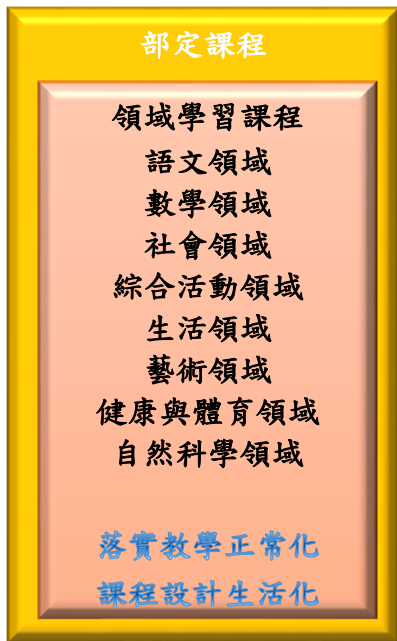 部定課程
領域學習課程
語文領域
數學領域
社會領域
綜合活動領域
生活領域
藝術領域
健康與體育領域
自然科學領域
落實教學正常化
課程設計生活化